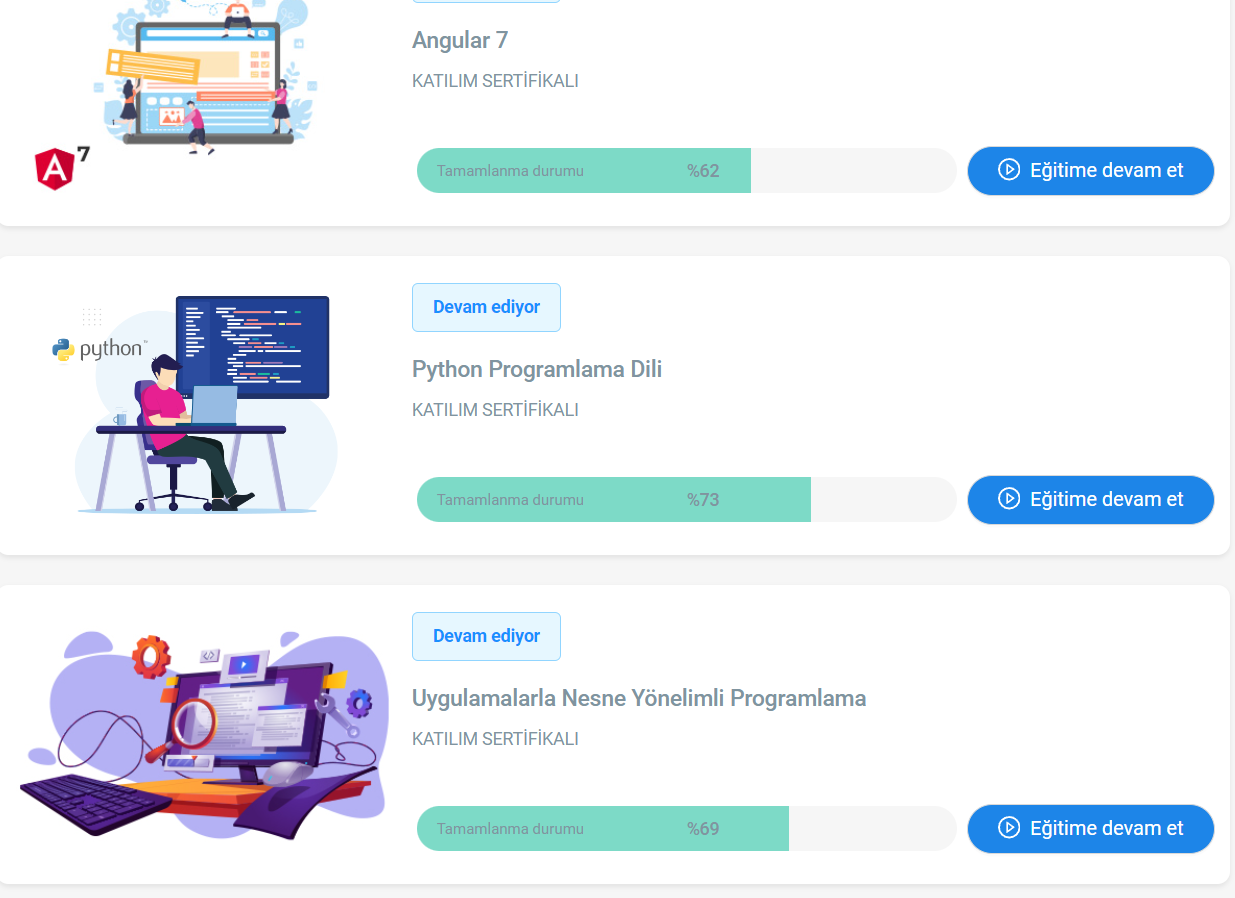 Angular 7
KATILIM SERTİFİKALI
7
A
Tamamlanma durumu %62
Eğitime devam et
Devam ediyor
python
Python Programlama Dili
KATILIM SERTİFİKALI
Tamamlanma durumu %73
Eğitime devam et
Devam ediyor
Uygulamalarla Nesne Yönelimli Programlama
KATILIM SERTİFİKALI
Tamamlanma durumu %69
Eğitime devam et